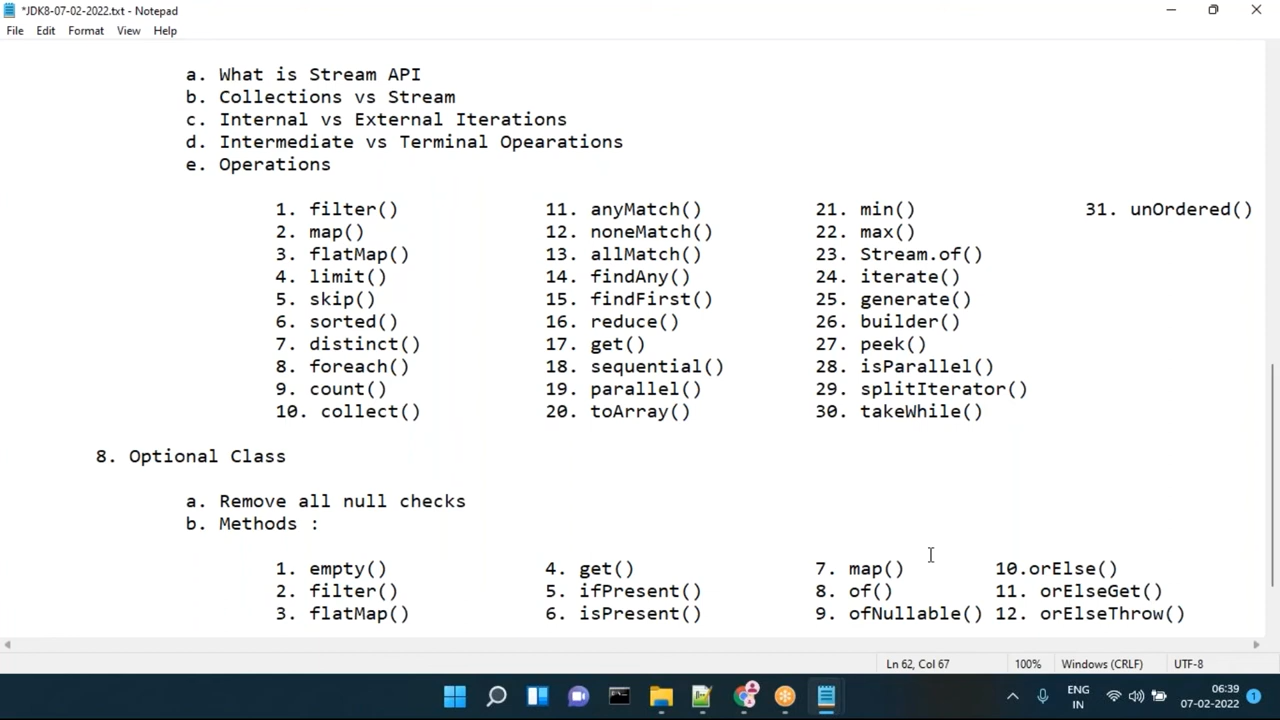 *JDK8-07-02-2022.txt - Notepad
File Edit Format View Help
a. What is Stream API
b. Collections vs Stream
c. Internal vs External Iterations
d. Intermediate vs Terminal Opearations
e. Operations
1. filter() 11. anyMatch() 21. min() 31. unOrdered()
2. map() 12. noneMatch() 22. max()
3. flatMap() 13. allMatch() 23. Stream.of()
4. limit() 14. findAny() 24. iterate()
5. skip() 15. findFirst() 25. generate()
6. sorted() 16. reduce() 26. builder()
7. distinct() 17. get() 27. peek()
8. foreach() 18. sequential() 28. isParallel()
9. count() 19. parallel() 29. splitIterator()
10. collect() 20. toArray() 30. takeWhile()
8. Optional Class
a. Remove all null checks
b. Methods :
1. empty() 4. get() 7. map() 10.orElse()
2. filter() 5. ifPresent() 8. of() 11. orElseGet()
3. flatMap() 6. isPresent() 9. ofNullable() 12. orElseThrow()
Ln 62, Col 67 100% Windows (CRLF) UTF-8
ENG 06:39
IN 07-02-2022 1